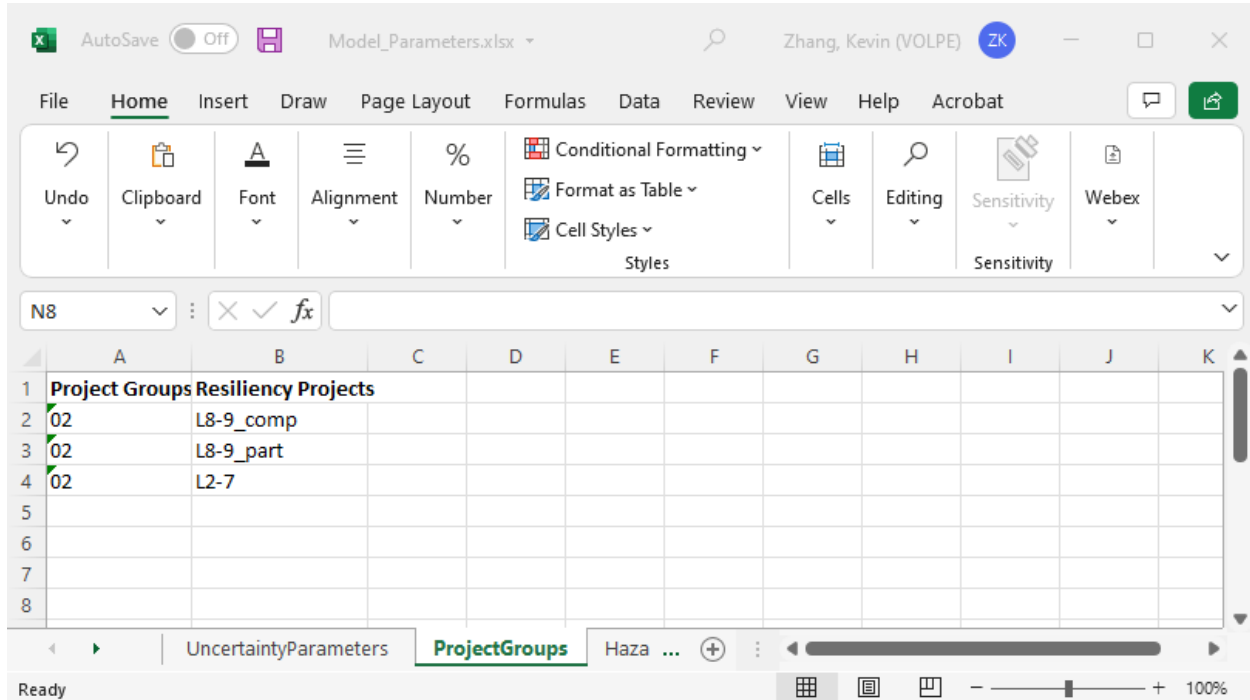 AutoSave Off Model_Parameters.xlsx Zhang, Kevin (VOLPE) ZK
File Home Insert Draw Page Layout Formulas Data Review View Help Acrobat
Undo Clipboard Font Alignment Number Conditional Formatting Format as Table Cell Styles Styles Cells Editing Sensitivity Sensitivity Webex
N8 fx
A B C D E F G H I J K
1 Project Groups Resiliency Projects
2 02 L8-9_comp
3 02 L8-9_part
4 02 L2-7
5
6
7
8
UncertaintyParameters ProjectGroups Haza ...
Ready 100%